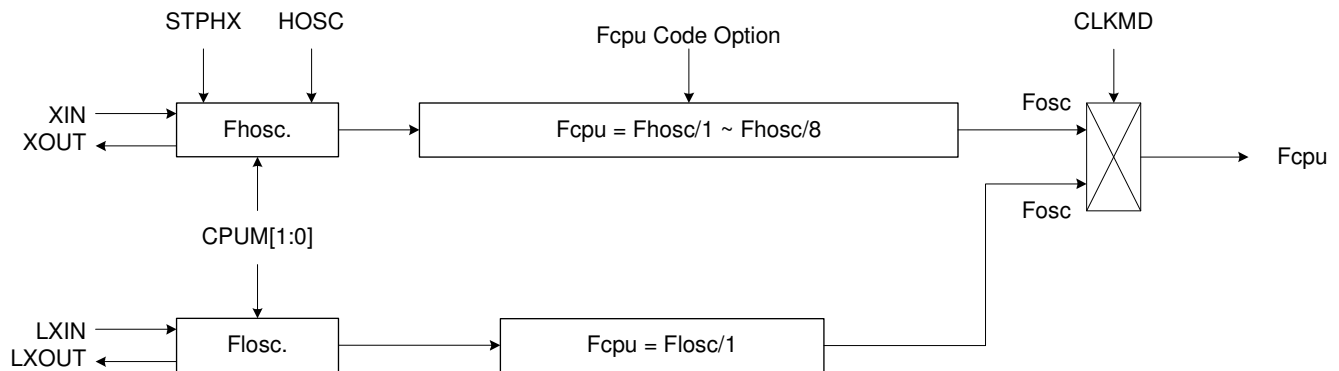 STPHX HOSC
Fcpu Code Option
CLKMD
XIN
XOUT
Fhosc.
Fcpu = Fhosc/1 ~ Fhosc/8
Fosc
Fcpu
Fosc
CPUM[1:0]
LXIN
LXOUT
Flosc.
Fcpu = Flosc/1